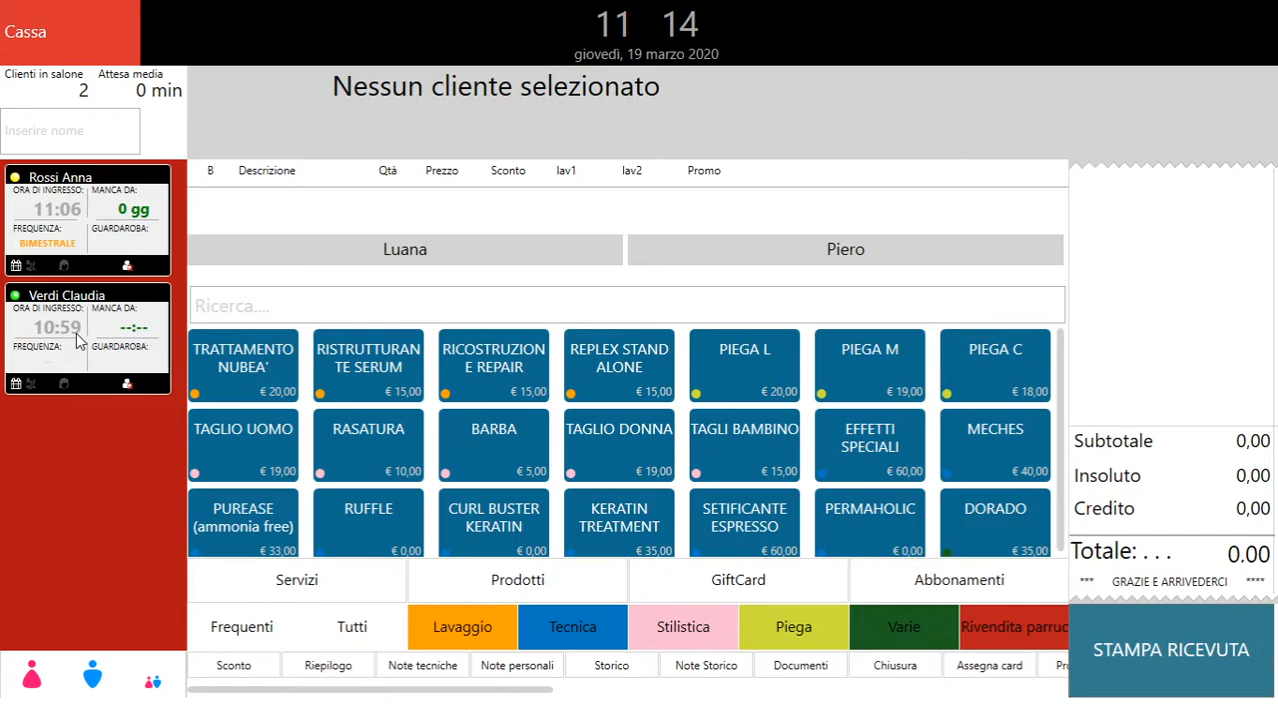 Cassa
11 14
giovedì, 19 marzo 2020
Clienti in salone Attesa media
2 0 min
Inserire nome
Nessun cliente selezionato
Rossi Anna
ORA DI INGRESSO: MANCA DA:
11:06 0 gg
FREQUENZA: GUARDAROBA:
BIMESTRALE
Verdi Claudia
ORA DI INGRESSO: MANCA DA:
10:59 --:--
FREQUENZA: GUARDAROBA:
B Descrizione Qtà Prezzo Sconto lav1 lav2 Promo
Luana Piero
Ricerca....
TRATTAMENTO NUBEA' € 20,00
RISTRUTTURAN TE SERUM € 15,00
RICOSTRUZION E REPAIR € 15,00
REPLEX STAND ALONE € 15,00
PIEGA L € 20,00
PIEGA M € 19,00
PIEGA C € 18,00
TAGLIO UOMO € 19,00
RASATURA € 10,00
BARBA € 5,00
TAGLIO DONNA € 19,00
TAGLI BAMBINO € 15,00
EFFETTI SPECIALI € 60,00
MECHES € 40,00
PUREASE (ammonia free) € 33,00
RUFFLE € 0,00
CURL BUSTER KERATIN € 0,00
KERATIN TREATMENT € 35,00
SETIFICANTE ESPRESSO € 60,00
PERMAHOLIC € 0,00
DORADO € 35,00
Servizi Prodotti GiftCard Abbonamenti
Frequenti Tutti Lavaggio Tecnica Stilistica Piega Varie Rivendita parruc
Sconto Riepilogo Note tecniche Note personali Storico Note Storico Documenti Chiusura Assegna card Pr
Subtotale 0,00
Insoluto 0,00
Credito 0,00
Totale: . . . 0.00
*** GRAZIE E ARRIVEDERCI ****
STAMPA RICEVUTA